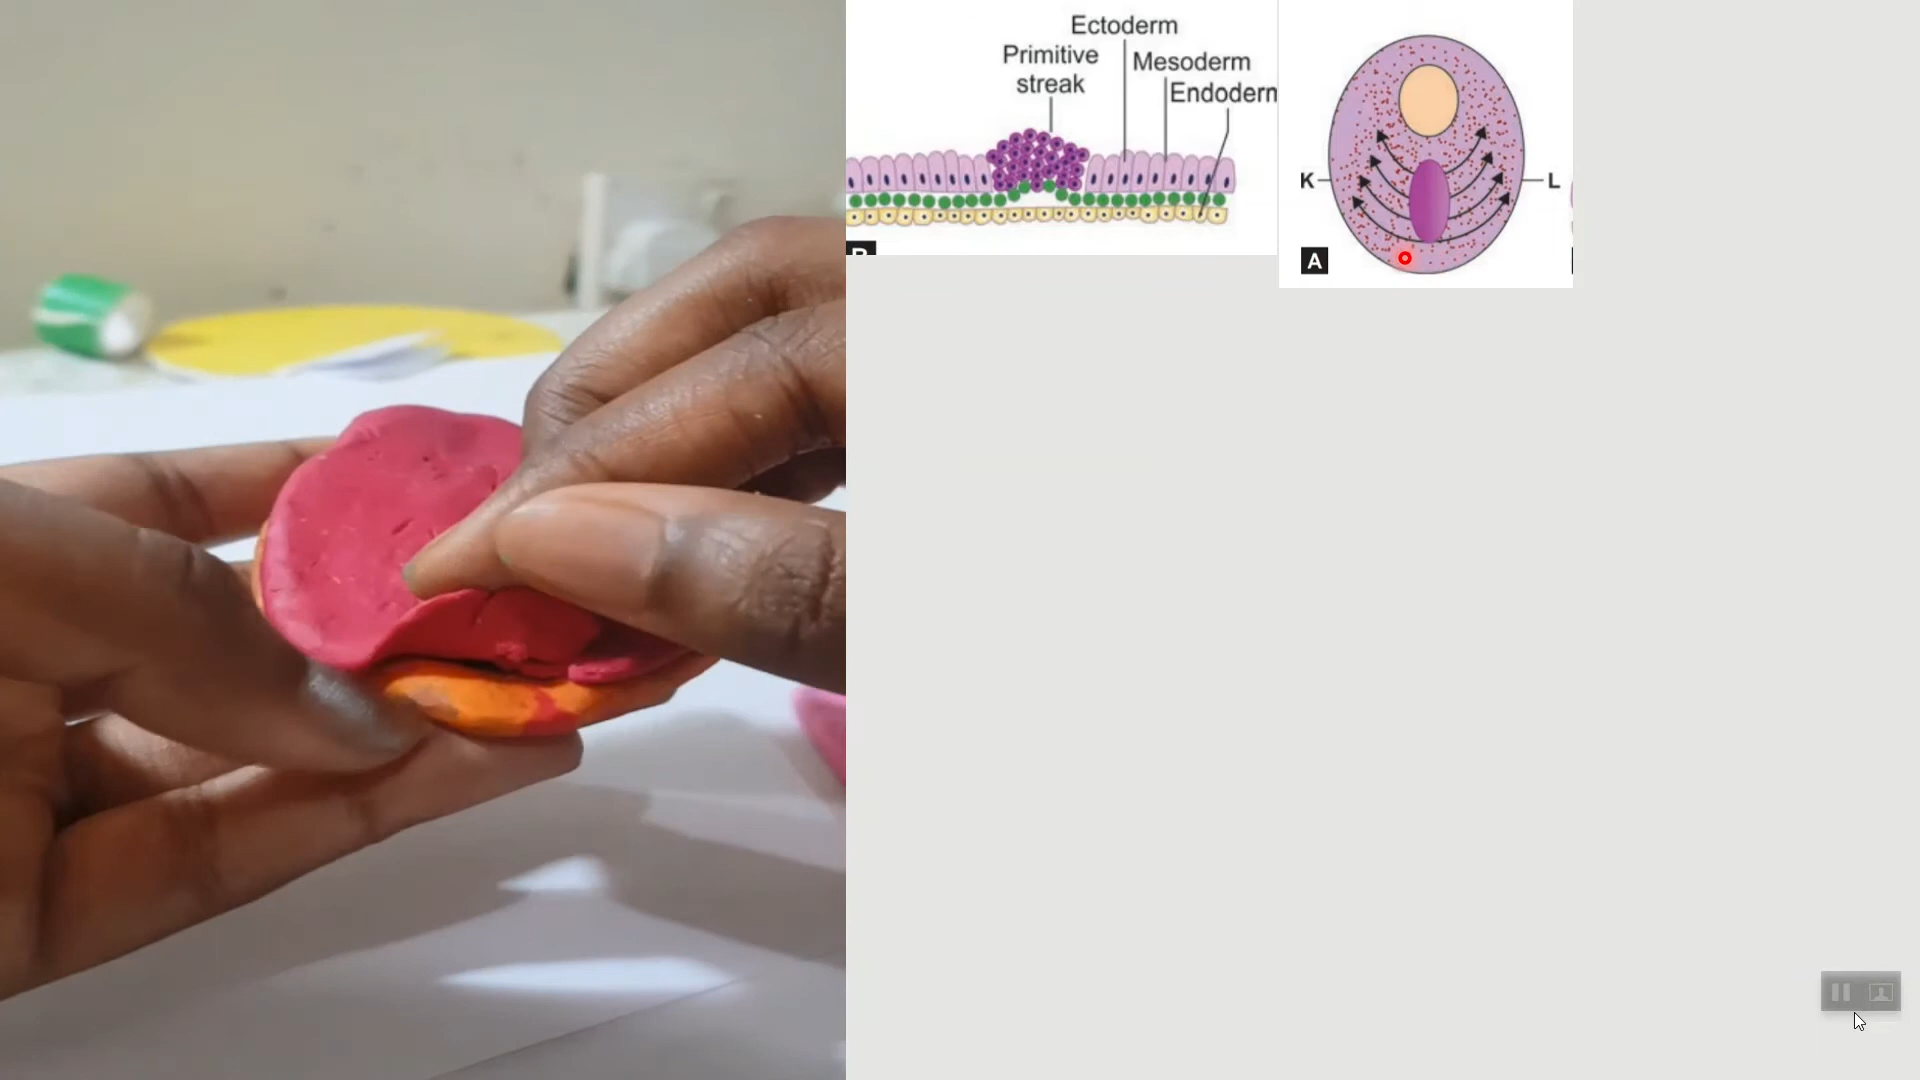 Ectoderm
Primitive
streak
Mesoderm
Endoderm
K
L
A